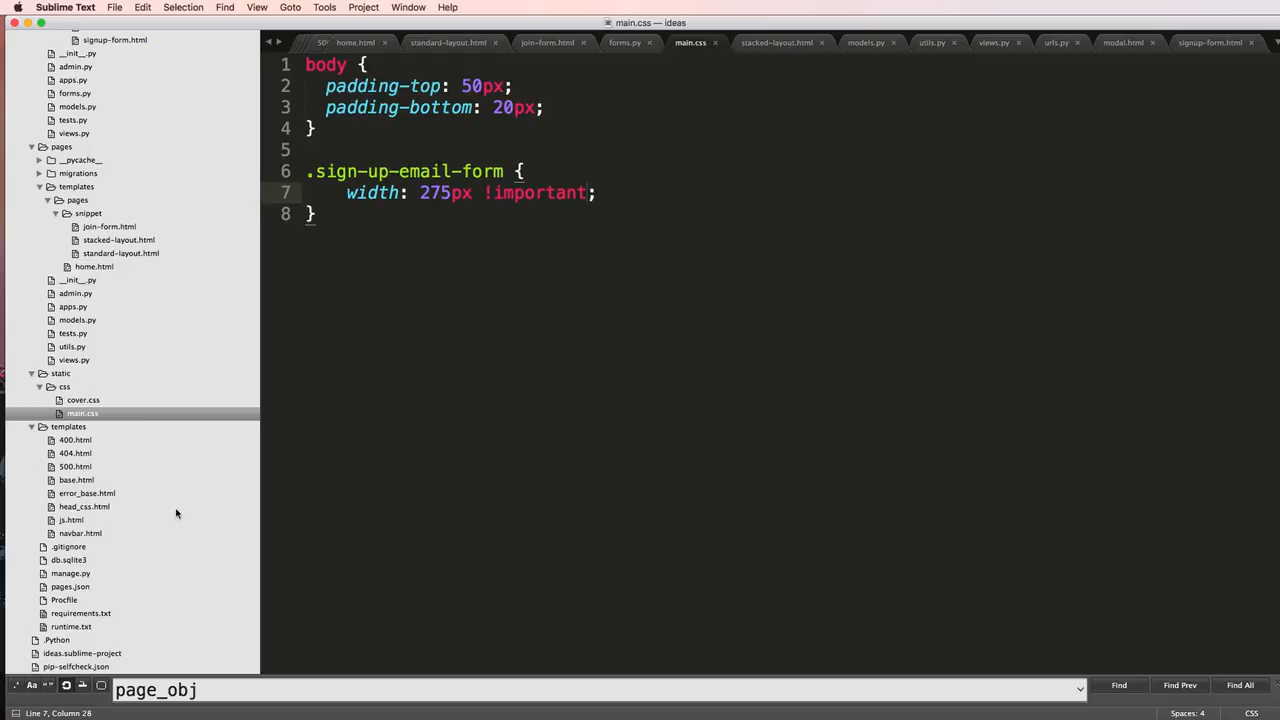 Sublime Text File Edit Selection Find View Goto Tools Project Window Help
main.css — ideas
signup-form.html
__init__.py
admin.py
apps.py
forms.py
models.py
tests.py
views.py
pages
__pycache__
migrations
templates
pages
snippet
join-form.html
stacked-layout.html
standard-layout.html
home.html
__init__.py
admin.py
apps.py
models.py
tests.py
utils.py
views.py
static
css
cover.css
main.css
templates
400.html
404.html
500.html
base.html
error_base.html
head_css.html
js.html
navbar.html
.gitignore
db.sqlite3
manage.py
pages.json
Procfile
requirements.txt
runtime.txt
.Python
ideas.sublime-project
pip-selfcheck.json
50 home.html × standard-layout.html × join-form.html × forms.py × main.css × stacked-layout.html × models.py × utils.py × views.py × urls.py × modal.html × signup-form.html ×
1 body {
2 padding-top: 50px;
3 padding-bottom: 20px;
4 }
5
6 .sign-up-email-form {
7 width: 275px !important;
8 }
.* Aa “” page_obj Find Find Prev Find All
Line 7, Column 28 Spaces: 4 CSS